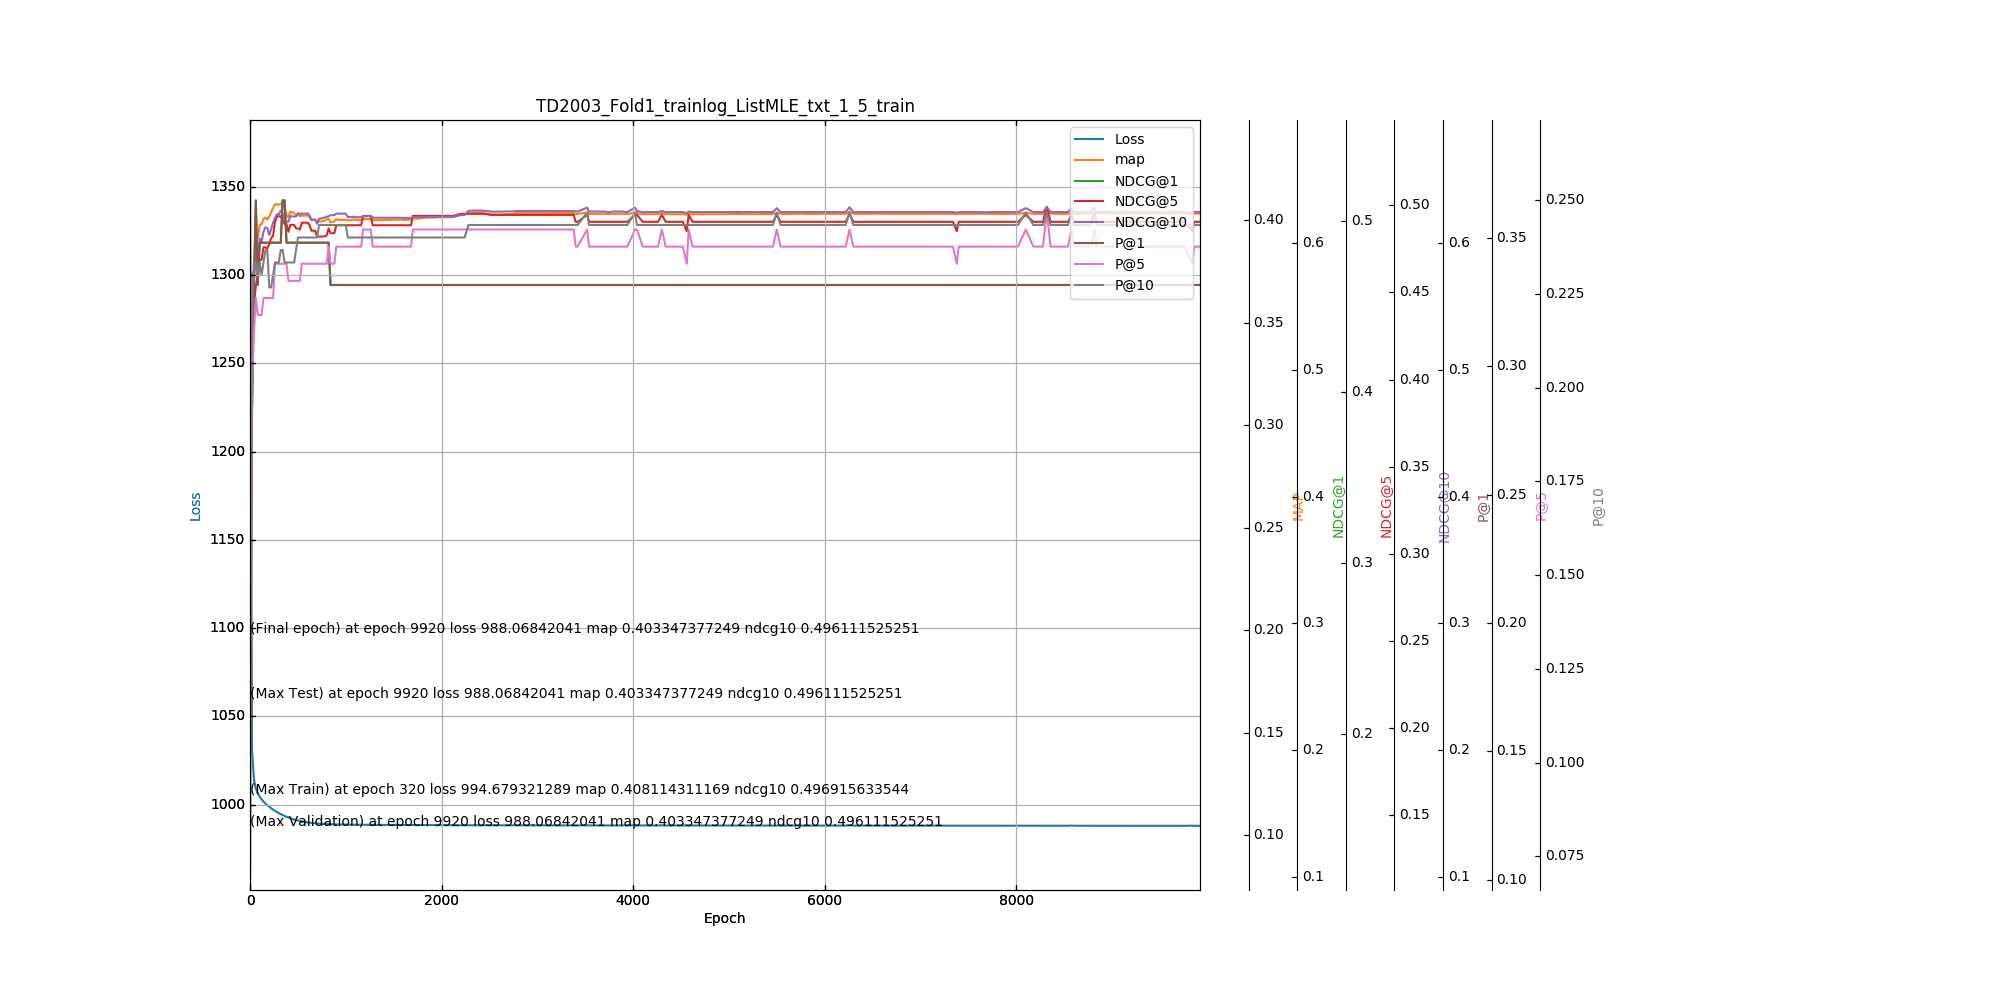 TD2003_Fold1_trainlog_ListMLE_txt_1_5_train
Loss
map
NDCG@1
NDCG@5
NDCG@10
P@1
P@5
P@10
1350
1300
1250
1200
1150
1100
1050
1000
Loss
(Final epoch) at epoch 9920 loss 988.06842041 map 0.403347377249 ndcg10 0.496111525251
(Max Test) at epoch 9920 loss 988.06842041 map 0.403347377249 ndcg10 0.496111525251
(Max Train) at epoch 320 loss 994.679321289 map 0.408114311169 ndcg10 0.496915633544
(Max Validation) at epoch 9920 loss 988.06842041 map 0.403347377249 ndcg10 0.496111525251
0 2000 4000 6000 8000
Epoch
0.40
0.35
0.30
0.25
0.20
0.15
0.10
MAP
0.6
0.5
0.4
0.3
0.2
0.1
NDCG@1
0.5
0.4
0.3
0.2
NDCG@5
0.50
0.45
0.40
0.35
0.30
0.25
0.20
0.15
NDCG@10
0.6
0.5
0.4
0.3
0.2
0.1
P@1
0.35
0.30
0.25
0.20
0.15
0.10
P@5
0.250
0.225
0.200
0.175
0.150
0.125
0.100
0.075
P@10